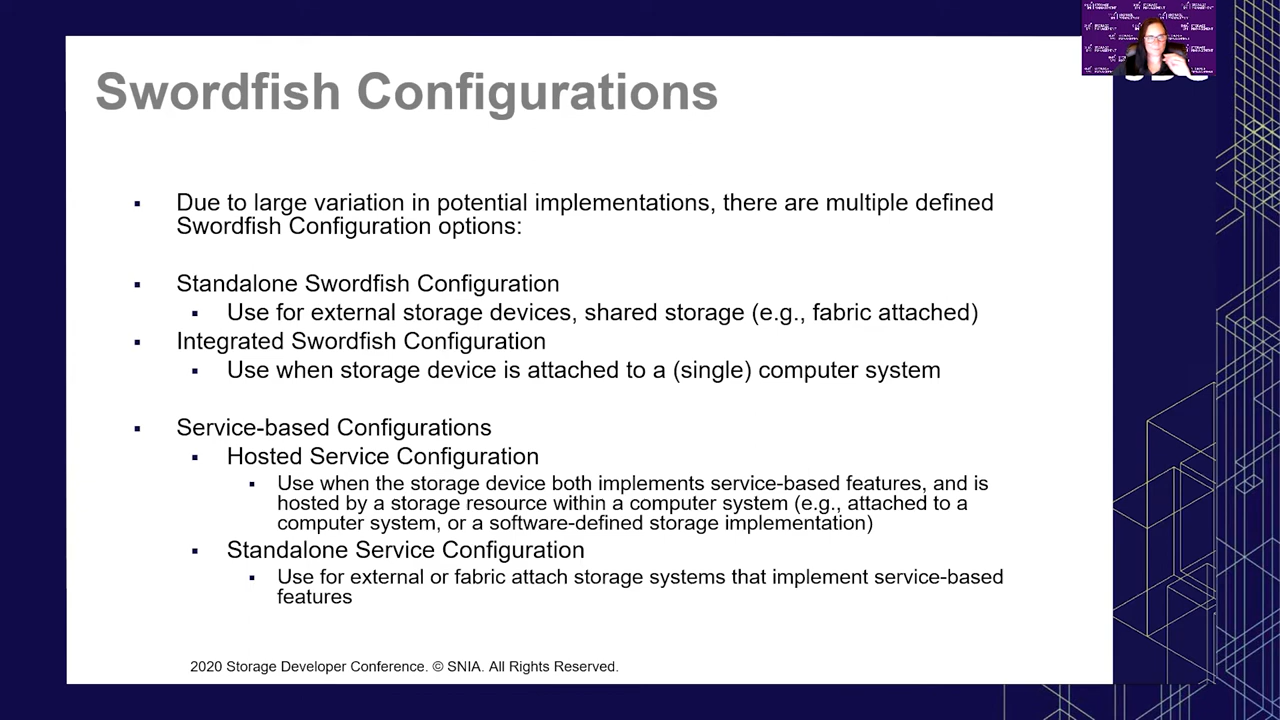 Swordfish Configurations
Due to large variation in potential implementations, there are multiple defined
Swordfish Configuration options:
Standalone Swordfish Configuration
Use for external storage devices, shared storage (e.g., fabric attached)
Integrated Swordfish Configuration
Use when storage device is attached to a (single) computer system
Service-based Configurations
Hosted Service Configuration
Use when the storage device both implements service-based features, and is
hosted by a storage resource within a computer system (e.g., attached to a
computer system, or a software-defined storage implementation)
Standalone Service Configuration
Use for external or fabric attach storage systems that implement service-based
features
2020 Storage Developer Conference. © SNIA. All Rights Reserved.